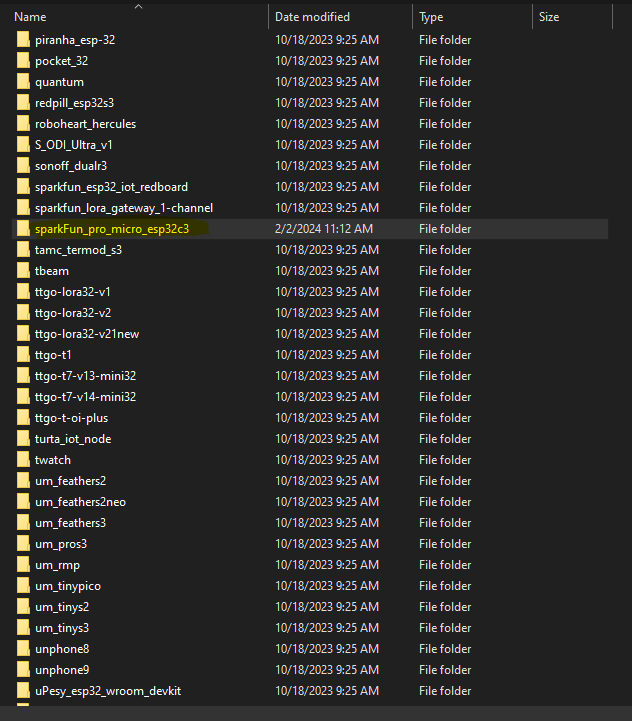 Name Date modified Type Size
piranha_esp-32 10/18/2023 9:25 AM File folder
pocket_32 10/18/2023 9:25 AM File folder
quantum 10/18/2023 9:25 AM File folder
redpill_esp32s3 10/18/2023 9:25 AM File folder
roboheart_hercules 10/18/2023 9:25 AM File folder
S_ODI_Ultra_v1 10/18/2023 9:25 AM File folder
sonoff_dualr3 10/18/2023 9:25 AM File folder
sparkfun_esp32_iot_redboard 10/18/2023 9:25 AM File folder
sparkfun_lora_gateway_1-channel 10/18/2023 9:25 AM File folder
sparkFun_pro_micro_esp32c3 2/2/2024 11:12 AM File folder
tamc_termod_s3 10/18/2023 9:25 AM File folder
tbeam 10/18/2023 9:25 AM File folder
ttgo-lora32-v1 10/18/2023 9:25 AM File folder
ttgo-lora32-v2 10/18/2023 9:25 AM File folder
ttgo-lora32-v21new 10/18/2023 9:25 AM File folder
ttgo-t1 10/18/2023 9:25 AM File folder
ttgo-t7-v13-mini32 10/18/2023 9:25 AM File folder
ttgo-t7-v14-mini32 10/18/2023 9:25 AM File folder
ttgo-t-oi-plus 10/18/2023 9:25 AM File folder
turta_iot_node 10/18/2023 9:25 AM File folder
twatch 10/18/2023 9:25 AM File folder
um_feathers2 10/18/2023 9:25 AM File folder
um_feathers2neo 10/18/2023 9:25 AM File folder
um_feathers3 10/18/2023 9:25 AM File folder
um_pros3 10/18/2023 9:25 AM File folder
um_rmp 10/18/2023 9:25 AM File folder
um_tinypico 10/18/2023 9:25 AM File folder
um_tinys2 10/18/2023 9:25 AM File folder
um_tinys3 10/18/2023 9:25 AM File folder
unphone8 10/18/2023 9:25 AM File folder
unphone9 10/18/2023 9:25 AM File folder
uPesy_esp32_wroom_devkit 10/18/2023 9:25 AM File folder